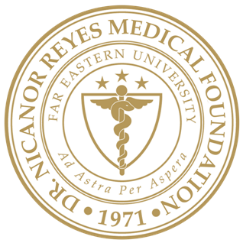 DR. NICANOR REYES MEDICAL FOUNDATION
• 1971 •
FAR EASTERN UNIVERSITY
Ad Astra Per Aspera